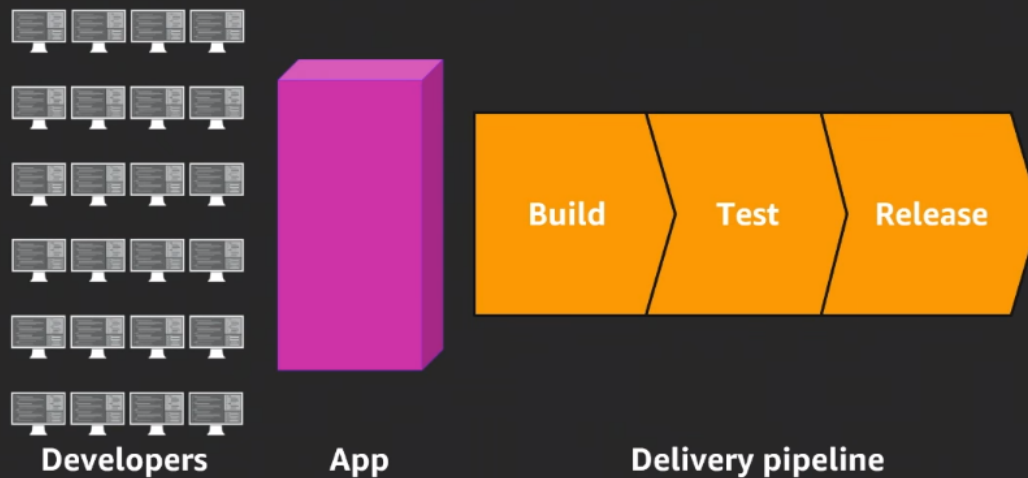 Build
Test
Release
Developers
App
Delivery pipeline